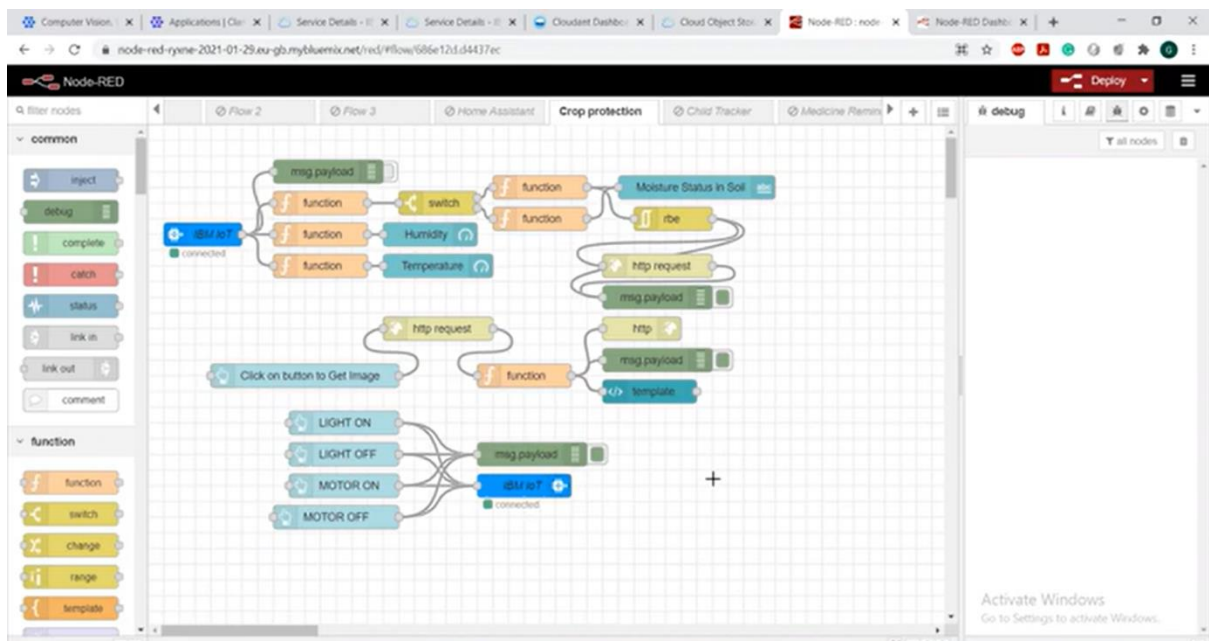 Computer Vision.
Applications | Clar
Service Details - IE
Service Details - IE
Cloudant Dashbo
Cloud Object Stor
Node-RED : node-
Node-RED Dashb
node-red-ryxne-2021-01-29.eu-gb.mybluemix.net/red/#flow/686e12d.d4437ec
Node-RED
Deploy
filter nodes
Flow 2
Flow 3
Home Assistant
Crop protection
Child Tracker
Medicine Remin
debug
all nodes
common
inject
debug
complete
catch
status
link in
link out
comment
function
function
switch
change
range
template
msg.payload
function
switch
function
Moisture Status in Soil
abc
function
rbe
IBM IoT
connected
function
Humidity
function
Temperature
http request
msg.payload
http request
http
msg.payload
Click on button to Get Image
function
template
LIGHT ON
LIGHT OFF
MOTOR ON
MOTOR OFF
msg.payload
IBM IoT
connected
Activate Windows
Go to Settings to activate Windows.